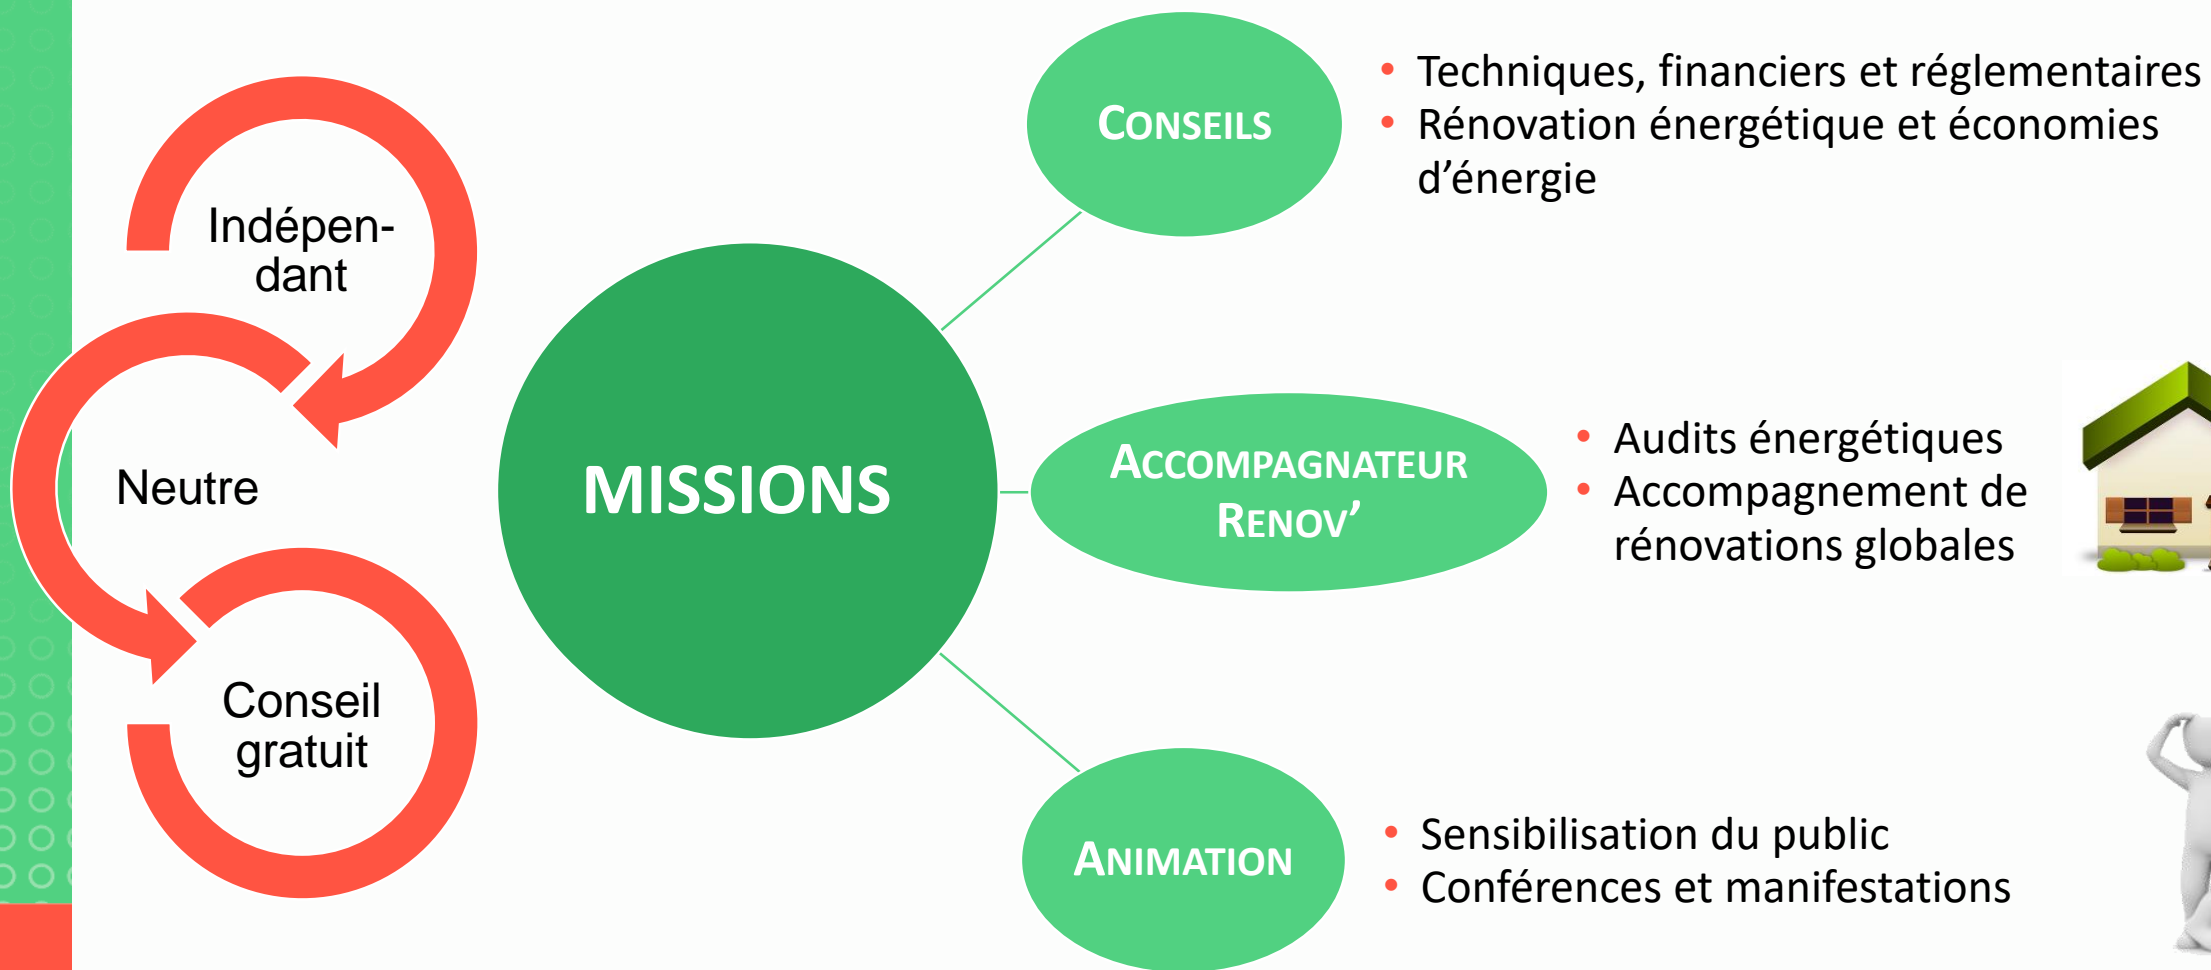 Indépen-
dant
Neutre
Conseil
gratuit
MISSIONS
CONSEILS
• Techniques, financiers et réglementaires
• Rénovation énergétique et économies
d’énergie
ACCOMPAGNATEUR
RENOV’
• Audits énergétiques
• Accompagnement de
rénovations globales
ANIMATION
• Sensibilisation du public
• Conférences et manifestations